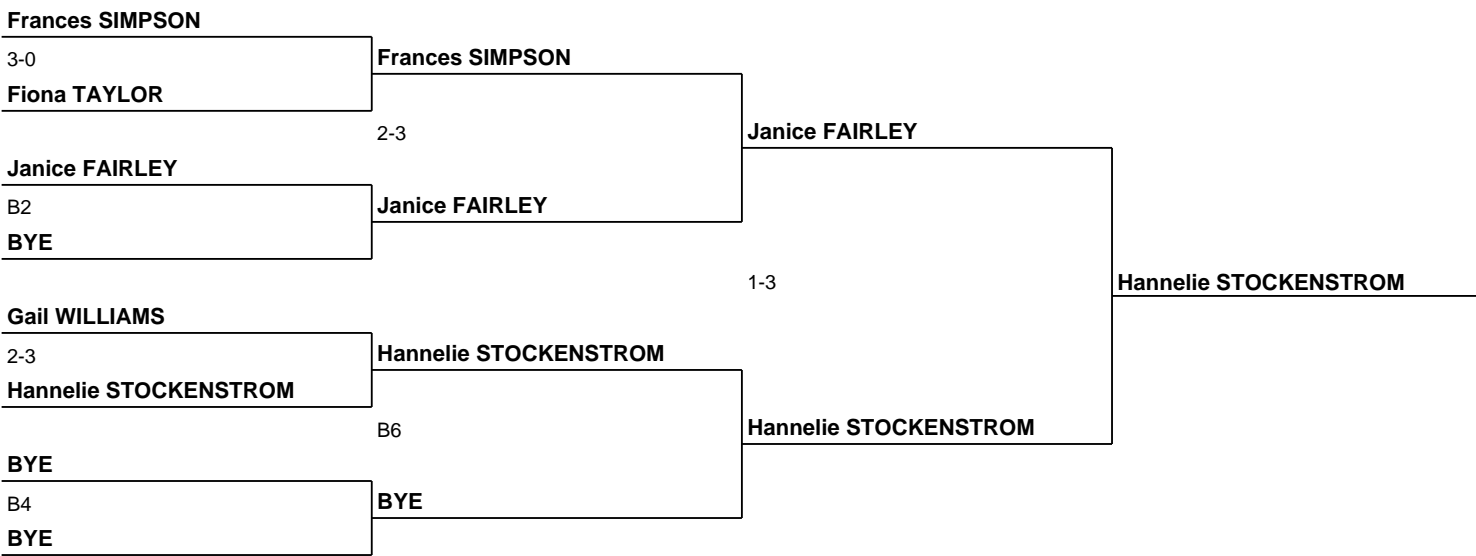 Frances SIMPSON
3-0
Fiona TAYLOR
Janice FAIRLEY
B2
BYE
Gail WILLIAMS
2-3
Hannelie STOCKENSTROM
BYE
B4
BYE
Frances SIMPSON
2-3
Janice FAIRLEY
Hannelie STOCKENSTROM
B6
BYE
Janice FAIRLEY
1-3
Hannelie STOCKENSTROM
Hannelie STOCKENSTROM